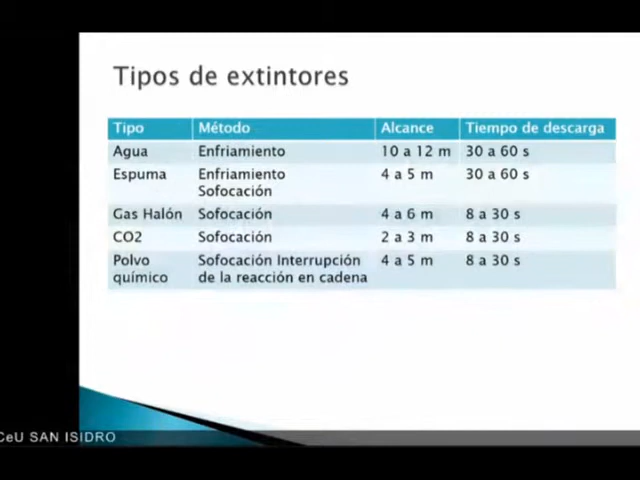 Tipos de extintores
Tipo Método Alcance Tiempo de descarga
Agua Enfriamiento 10 a 12 m 30 a 60 s
Espuma Enfriamiento 4 a 5 m 30 a 60 s
Sofocación
Gas Halón Sofocación 4 a 6 m 8 a 30 s
CO2 Sofocación 2 a 3 m 8 a 30 s
Polvo Sofocación Interrupción 4 a 5 m 8 a 30 s
químico de la reacción en cadena
CeU SAN ISIDRO